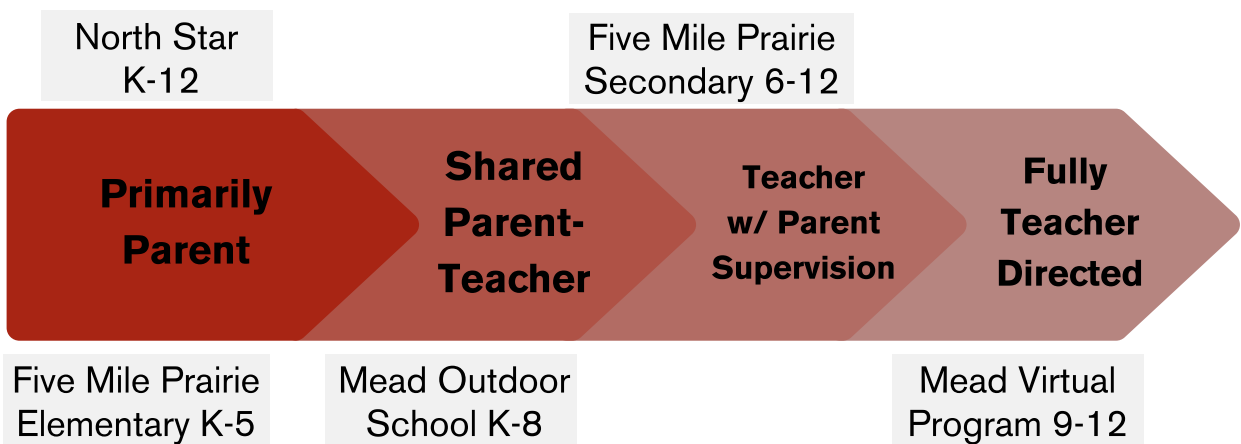 North Star
K-12
Five Mile Prairie
Secondary 6-12
Primarily
Parent
Shared
Parent-
Teacher
Teacher
w/ Parent
Supervision
Fully
Teacher
Directed
Five Mile Prairie
Elementary K-5
Mead Outdoor
School K-8
Mead Virtual
Program 9-12